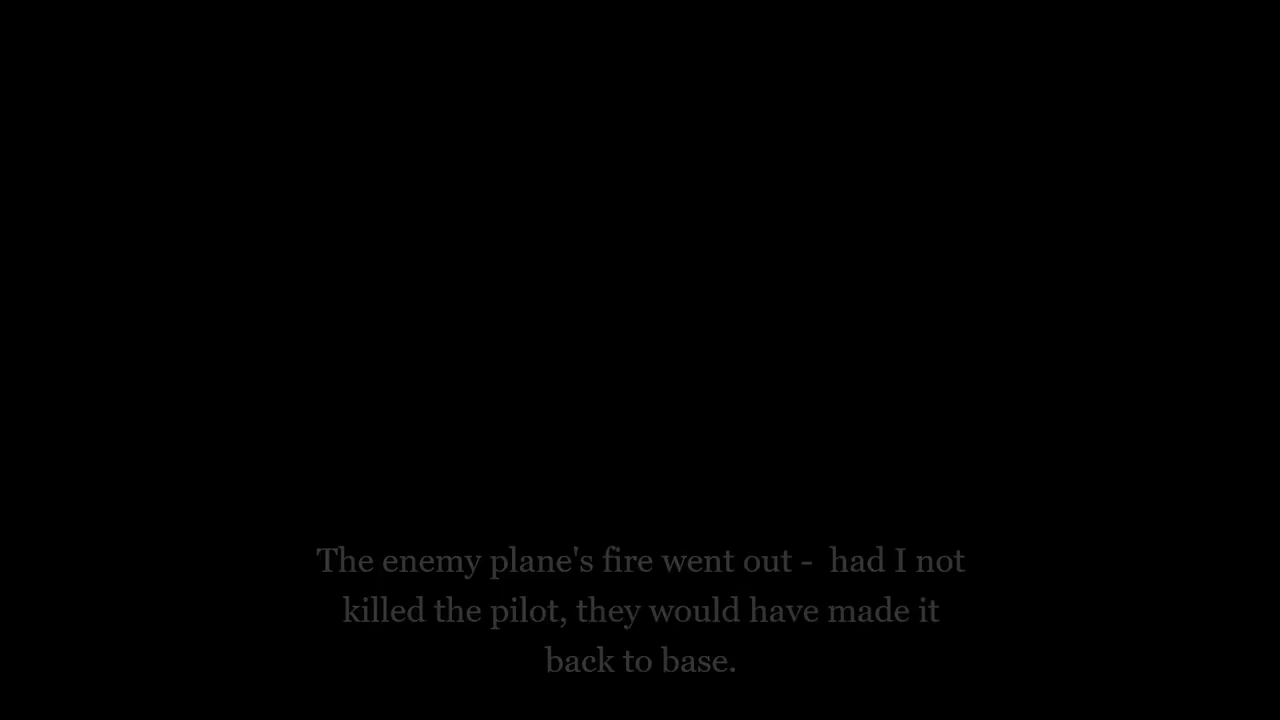 The enemy plane's fire went out -  had I not
killed the pilot, they would have made it
back to base.